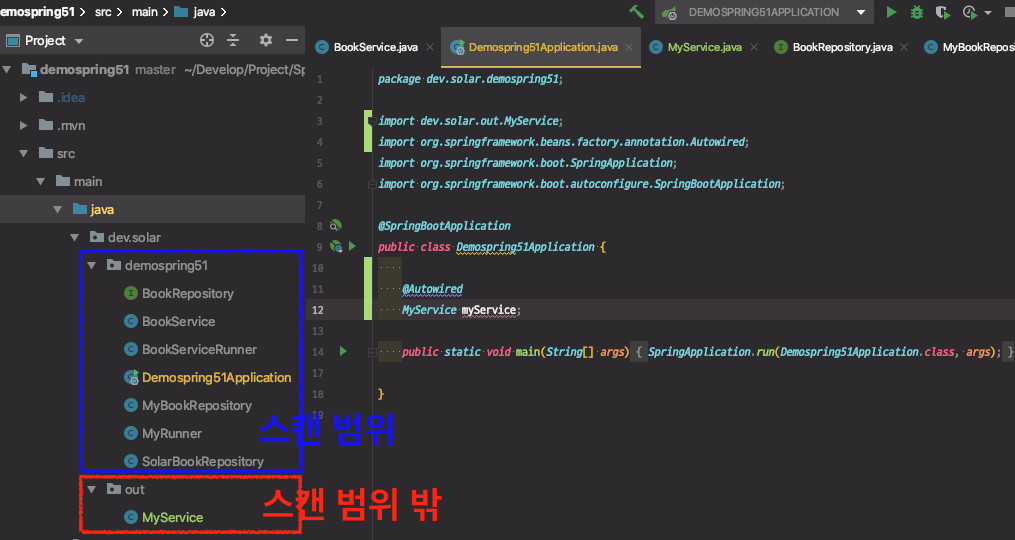 demospring51 › src › main › java ›
DEMOSPRING51APPLICATION
Project
BookService.java
Demospring51Application.java
MyService.java
BookRepository.java
MyBookRepos
demospring51 master ~/Develop/Project/Sp
.idea
.mvn
src
main
java
dev.solar
demospring51
BookRepository
BookService
BookServiceRunner
Demospring51Application
MyBookRepository
MyRunner
SolarBookRepository
스캔 범위
out
MyService
스캔 범위 밖
1 package dev.solar.demospring51;
2
3 import dev.solar.out.MyService;
4 import org.springframework.beans.factory.annotation.Autowired;
5 import org.springframework.boot.SpringApplication;
6 import org.springframework.boot.autoconfigure.SpringBootApplication;
7
8 @SpringBootApplication
9 public class Demospring51Application {
10
11 @Autowired
12 MyService myService;
13
14 public static void main(String[] args) { SpringApplication.run(Demospring51Application.class, args); }
17
18 }
19